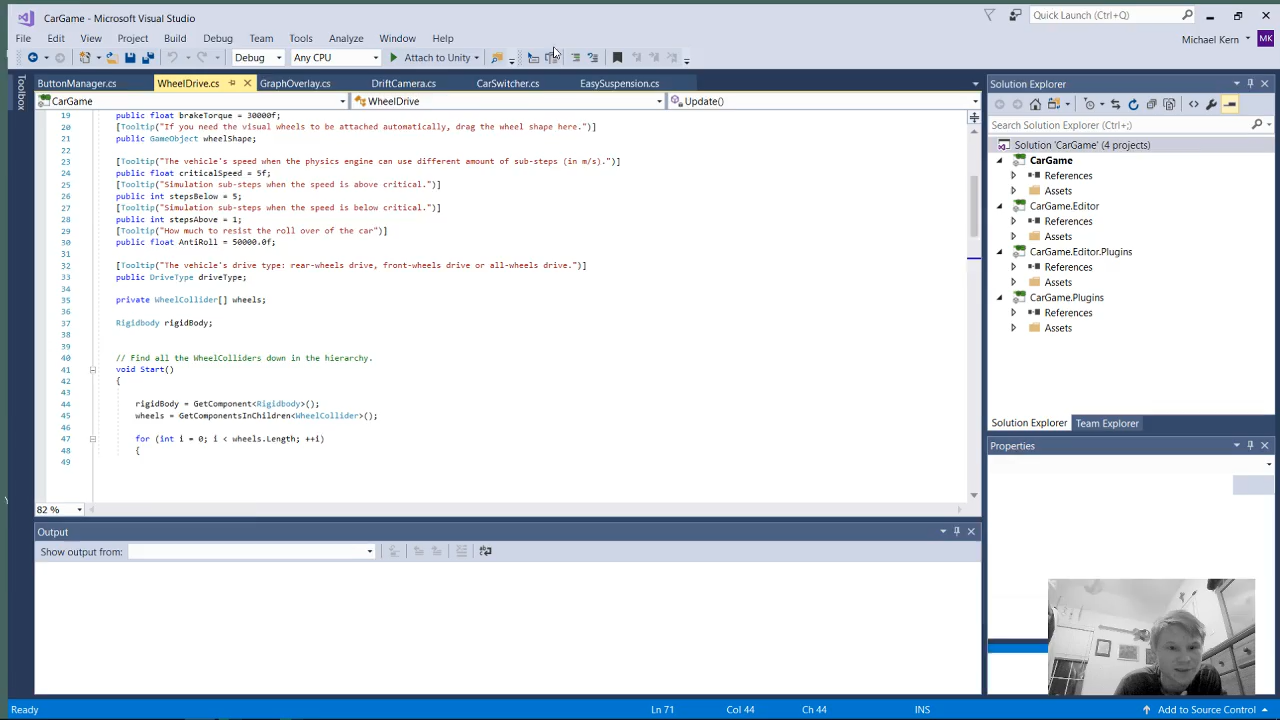 CarGame - Microsoft Visual Studio
Quick Launch (Ctrl+Q)
File Edit View Project Build Debug Team Tools Analyze Window Help
Michael Kern MK
Debug Any CPU Attach to Unity
ButtonManager.cs WheelDrive.cs GraphOverlay.cs DriftCamera.cs CarSwitcher.cs EasySuspension.cs
Toolbox
CarGame WheelDrive Update()
19 public float brakeTorque = 30000f;
20 [Tooltip("If you need the visual wheels to be attached automatically, drag the wheel shape here.")]
21 public GameObject wheelShape;
22
23 [Tooltip("The vehicle's speed when the physics engine can use different amount of sub-steps (in m/s).")]
24 public float criticalSpeed = 5f;
25 [Tooltip("Simulation sub-steps when the speed is above critical.")]
26 public int stepsBelow = 5;
27 [Tooltip("Simulation sub-steps when the speed is below critical.")]
28 public int stepsAbove = 1;
29 [Tooltip("How much to resist the roll over of the car")]
30 public float AntiRoll = 50000.0f;
31
32 [Tooltip("The vehicle's drive type: rear-wheels drive, front-wheels drive or all-wheels drive.")]
33 public DriveType driveType;
34
35 private WheelCollider[] wheels;
36
37 Rigidbody rigidBody;
38
39
40 // Find all the WheelColliders down in the hierarchy.
41 void Start()
42 {
43
44 rigidBody = GetComponent<Rigidbody>();
45 wheels = GetComponentsInChildren<WheelCollider>();
46
47 for (int i = 0; i < wheels.Length; ++i)
48 {
49
82 %
Output
Show output from:
Solution Explorer
Search Solution Explorer (Ctrl+;)
Solution 'CarGame' (4 projects)
CarGame
References
Assets
CarGame.Editor
References
Assets
CarGame.Editor.Plugins
References
Assets
CarGame.Plugins
References
Assets
Solution Explorer Team Explorer
Properties
Ready Ln 71 Col 44 Ch 44 INS Add to Source Control